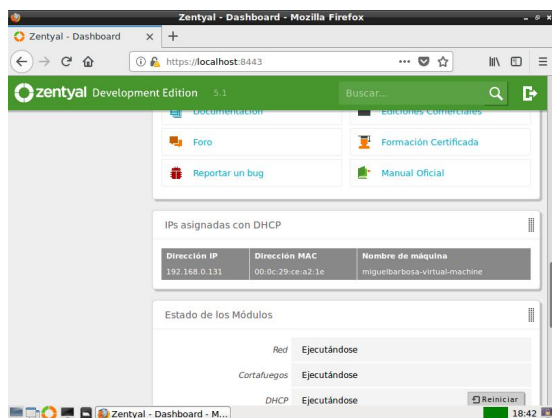 Zentyal - Dashboard - Mozilla Firefox
Zentyal - Dashboard
https://localhost:8443
zentyal Development Edition 5.1
Buscar...
Documentación
Ediciones Comerciales
Foro
Formación Certificada
Reportar un bug
Manual Oficial
IPs asignadas con DHCP
Dirección IP Dirección MAC Nombre de máquina
192.168.0.131 00:0c:29:ce:a2:1e miguelbarbosa-virtual-machine
Estado de los Módulos
Red Ejecutándose
Cortafuegos Ejecutándose
DHCP Ejecutándose Reiniciar
Zentyal - Dashboard - M...
18:42